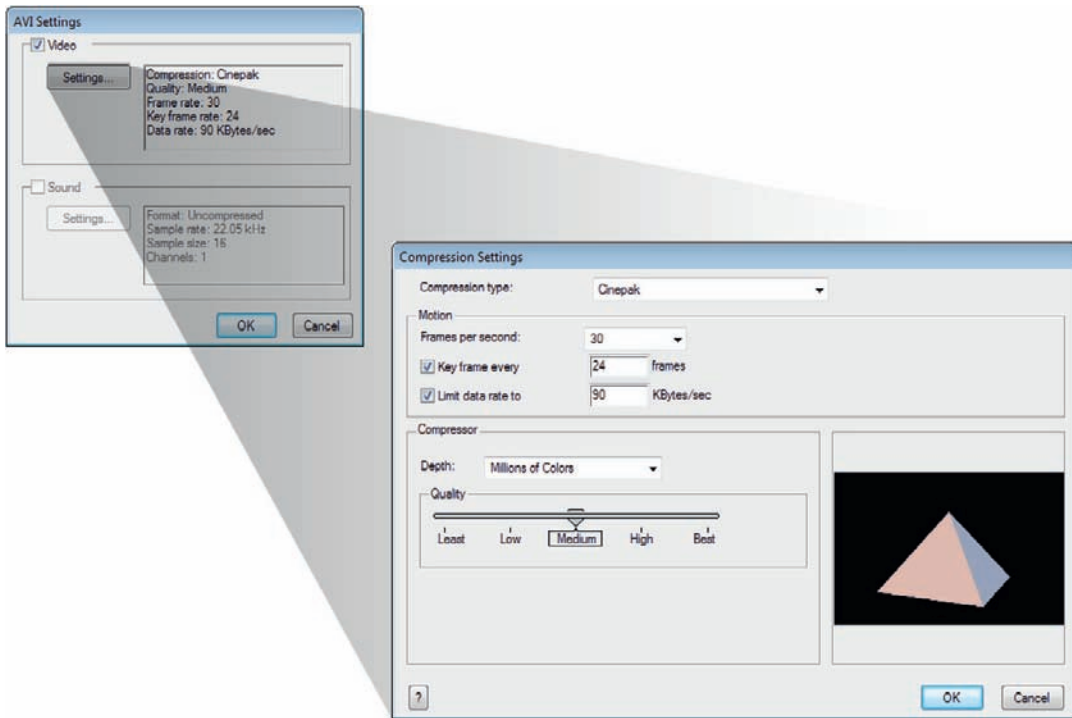 AVI Settings
Video
Settings...
Compression: Cinepak
Quality: Medium
Frame rate: 30
Key frame rate: 24
Data rate: 90 KBytes/sec
Sound
Settings...
Format: Uncompressed
Sample rate: 22.05 kHz
Sample size: 16
Channels: 1
OK Cancel
Compression Settings
Compression type: Cinepak
Motion
Frames per second: 30
Key frame every 24 frames
Limit data rate to 90 KBytes/sec
Compressor
Depth: Millions of Colors
Quality
Least Low Medium High Best
? OK Cancel